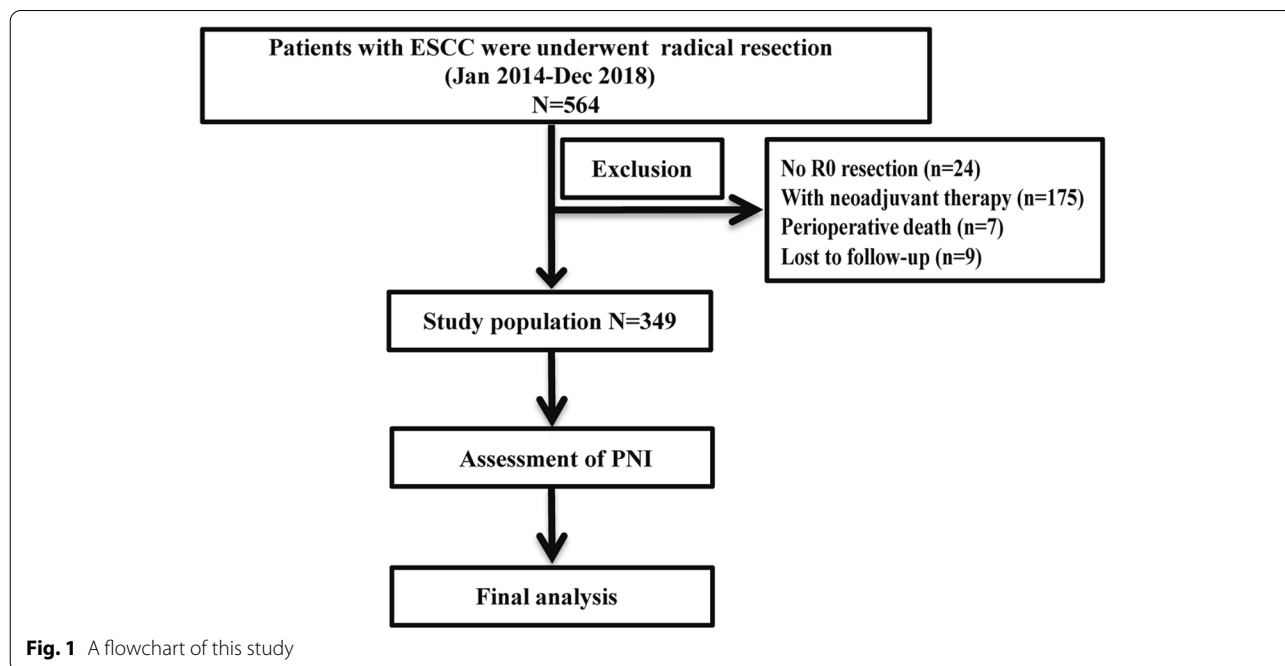 Patients with ESCC were underwent radical resection
(Jan 2014-Dec 2018)
N=564
Exclusion
No R0 resection (n=24)
With neoadjuvant therapy (n=175)
Perioperative death (n=7)
Lost to follow-up (n=9)
Study population N=349
Assessment of PNI
Final analysis
Fig. 1 A flowchart of this study